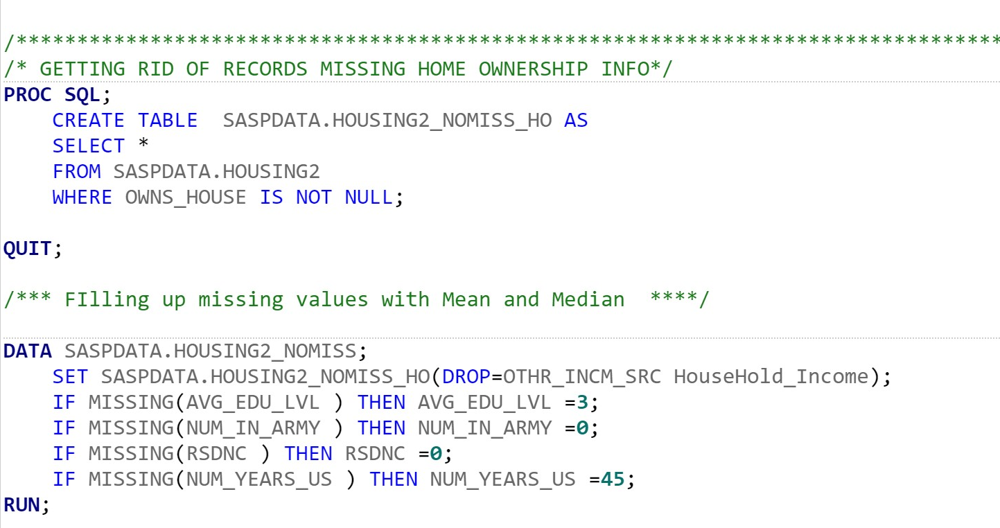 /*********************************************************************************
/* GETTING RID OF RECORDS MISSING HOME OWNERSHIP INFO*/
PROC SQL;
    CREATE TABLE  SASPDATA.HOUSING2_NOMISS_HO AS
    SELECT *
    FROM SASPDATA.HOUSING2
    WHERE OWNS_HOUSE IS NOT NULL;
QUIT;
/*** FIlling up missing values with Mean and Median  ****/
DATA SASPDATA.HOUSING2_NOMISS;
    SET SASPDATA.HOUSING2_NOMISS_HO(DROP=OTHR_INCM_SRC HouseHold_Income);
    IF MISSING(AVG_EDU_LVL ) THEN AVG_EDU_LVL =3;
    IF MISSING(NUM_IN_ARMY ) THEN NUM_IN_ARMY =0;
    IF MISSING(RSDNC ) THEN RSDNC =0;
    IF MISSING(NUM_YEARS_US ) THEN NUM_YEARS_US =45;
RUN;